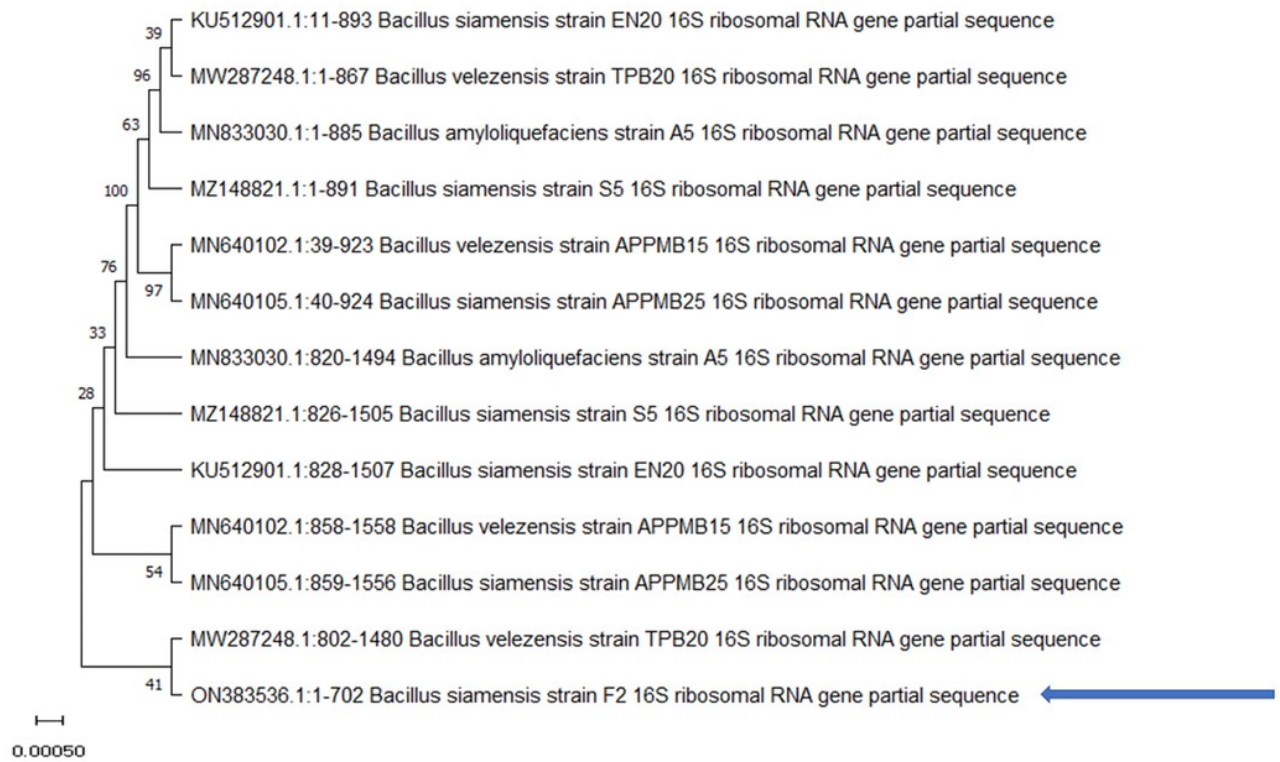 KU512901.1:11-893 Bacillus siamensis strain EN20 16S ribosomal RNA gene partial sequence
39
MW287248.1:1-867 Bacillus velezensis strain TPB20 16S ribosomal RNA gene partial sequence
96
MN833030.1:1-885 Bacillus amyloliquefaciens strain A5 16S ribosomal RNA gene partial sequence
63
MZ148821.1:1-891 Bacillus siamensis strain S5 16S ribosomal RNA gene partial sequence
100
MN640102.1:39-923 Bacillus velezensis strain APPMB15 16S ribosomal RNA gene partial sequence
76
97
MN640105.1:40-924 Bacillus siamensis strain APPMB25 16S ribosomal RNA gene partial sequence
33
MN833030.1:820-1494 Bacillus amyloliquefaciens strain A5 16S ribosomal RNA gene partial sequence
28
MZ148821.1:826-1505 Bacillus siamensis strain S5 16S ribosomal RNA gene partial sequence
KU512901.1:828-1507 Bacillus siamensis strain EN20 16S ribosomal RNA gene partial sequence
MN640102.1:858-1558 Bacillus velezensis strain APPMB15 16S ribosomal RNA gene partial sequence
54
MN640105.1:859-1556 Bacillus siamensis strain APPMB25 16S ribosomal RNA gene partial sequence
MW287248.1:802-1480 Bacillus velezensis strain TPB20 16S ribosomal RNA gene partial sequence
41
ON383536.1:1-702 Bacillus siamensis strain F2 16S ribosomal RNA gene partial sequence
0.00050